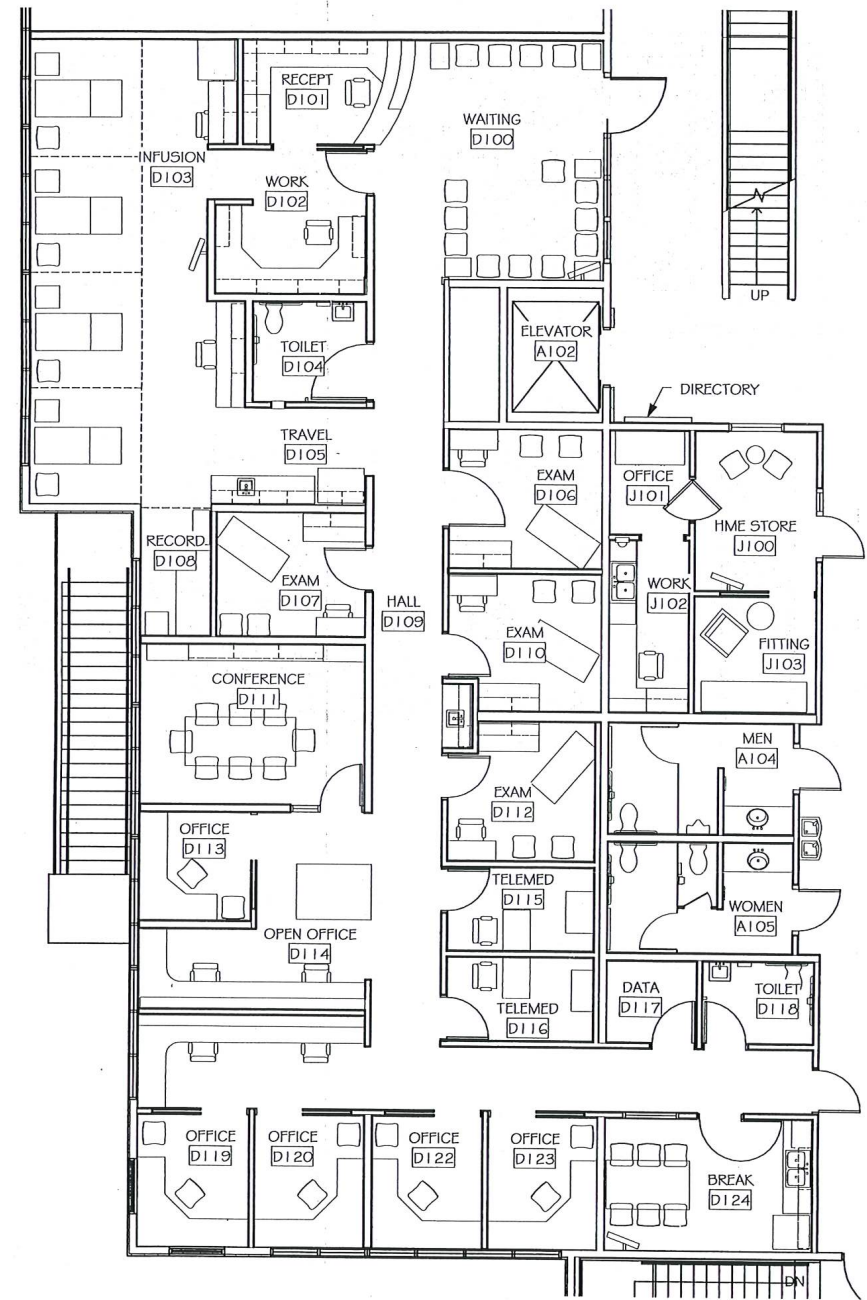 RECEPT
D101
WAITING
D100
INFUSION
D103
WORK
D102
UP
TOILET
D104
ELEVATOR
A102
DIRECTORY
TRAVEL
D105
EXAM
D106
OFFICE
J101
HME STORE
J100
RECORD
D108
EXAM
D107
HALL
D109
WORK
J102
EXAM
D110
FITTING
J103
CONFERENCE
D111
MEN
A104
EXAM
D112
OFFICE
D113
TELEMED
D115
WOMEN
A105
OPEN OFFICE
D114
DATA
D117
TOILET
D118
TELEMED
D116
OFFICE
D119
OFFICE
D120
OFFICE
D122
OFFICE
D123
BREAK
D124
DN